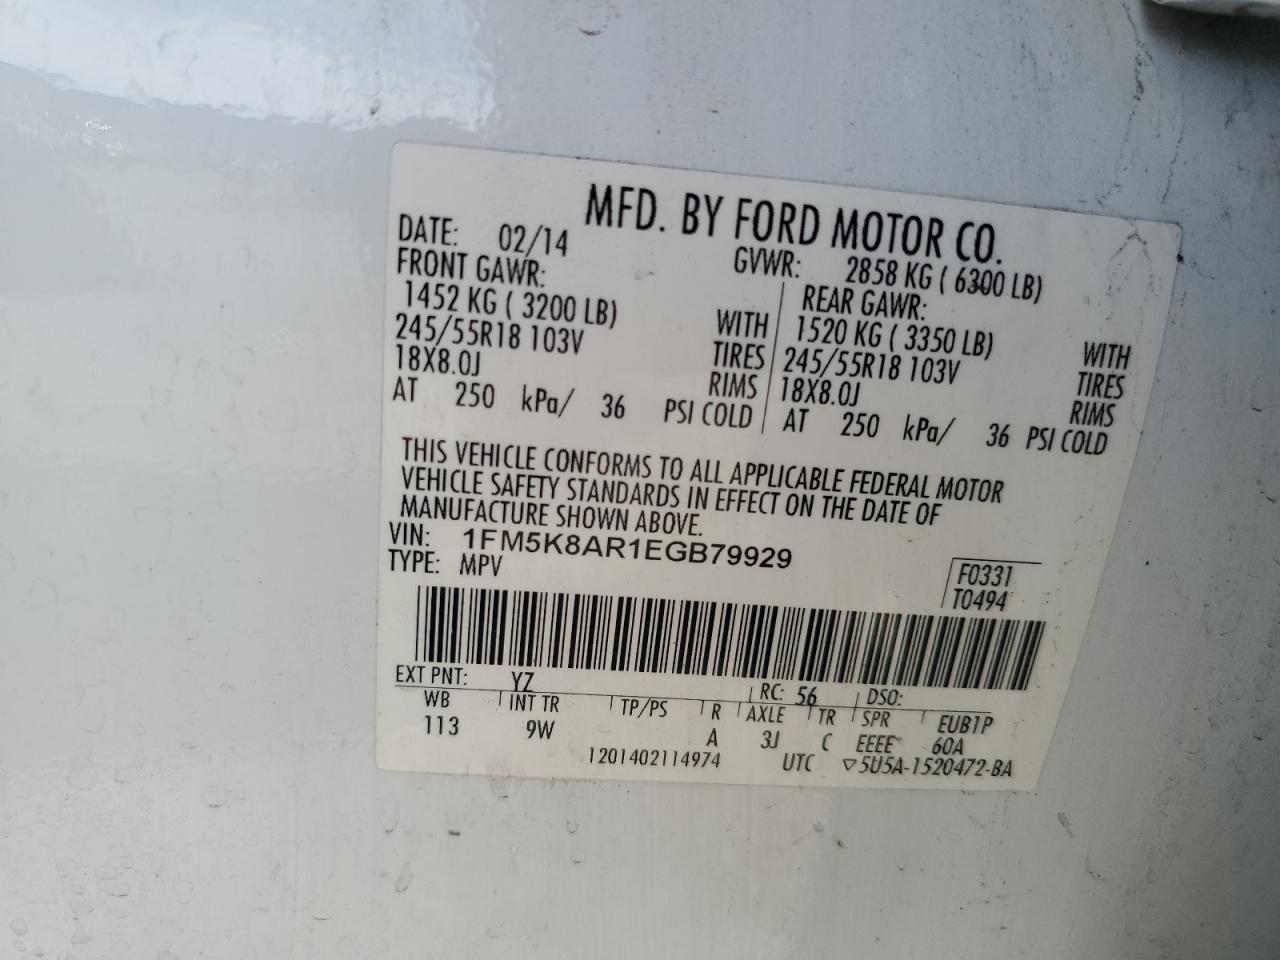 MFD. BY FORD MOTOR CO.
DATE: 02/14 GVWR: 2858 KG ( 6300 LB)
FRONT GAWR: REAR GAWR:
1452 KG ( 3200 LB) WITH 1520 KG ( 3350 LB) WITH
245/55R18 103V TIRES 245/55R18 103V TIRES
18X8.0J RIMS 18X8.0J RIMS
AT 250 kPa/ 36 PSI COLD AT 250 kPa/ 36 PSI COLD
THIS VEHICLE CONFORMS TO ALL APPLICABLE FEDERAL MOTOR
VEHICLE SAFETY STANDARDS IN EFFECT ON THE DATE OF
MANUFACTURE SHOWN ABOVE.
VIN: 1FM5K8AR1EGB79929
TYPE: MPV F0331
T0494
EXT PNT: YZ RC: 56 DSO:
WB INT TR TP/PS R AXLE TR SPR EUB1P
113 9W A 3J C EEEE 60A
1201402114974 UTC ▽5U5A-1520472-BA